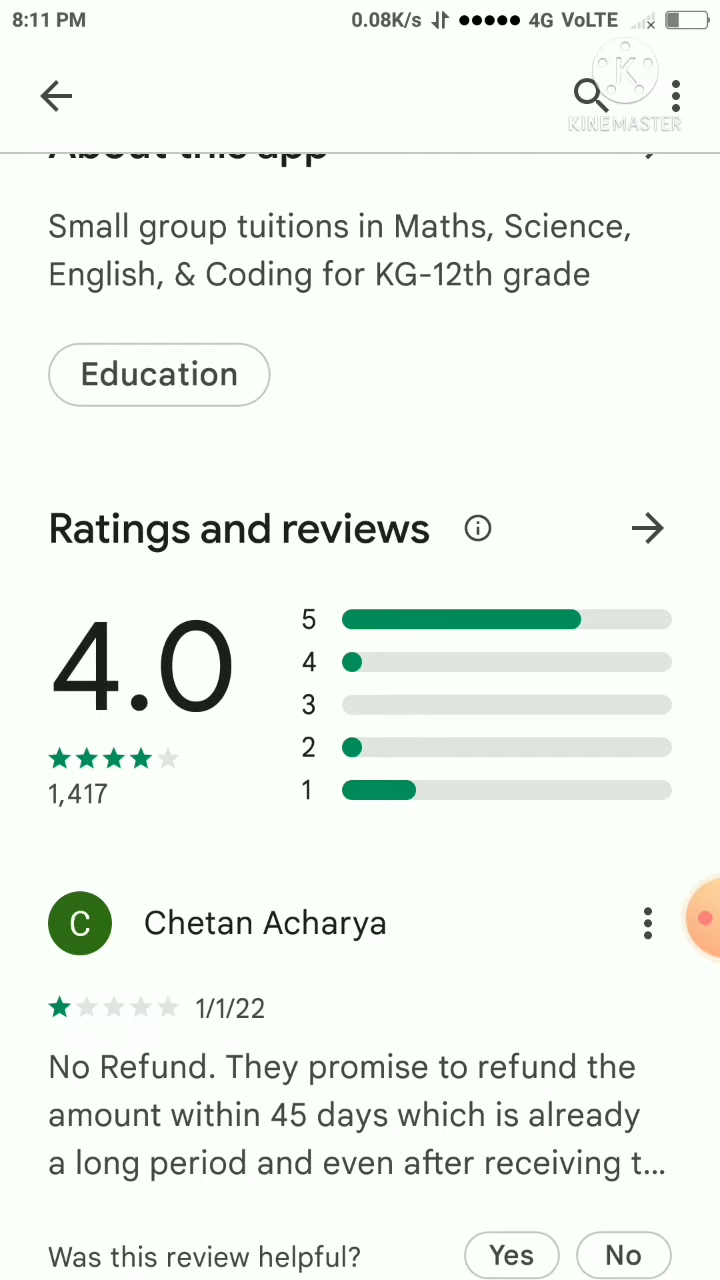 8:11 PM 0.08K/s 4G VoLTE
KINEMASTER
About this app
Small group tuitions in Maths, Science,
English, & Coding for KG-12th grade
Education
Ratings and reviews
4.0
1,417
5
4
3
2
1
C Chetan Acharya
1/1/22
No Refund. They promise to refund the
amount within 45 days which is already
a long period and even after receiving t...
Was this review helpful? Yes No